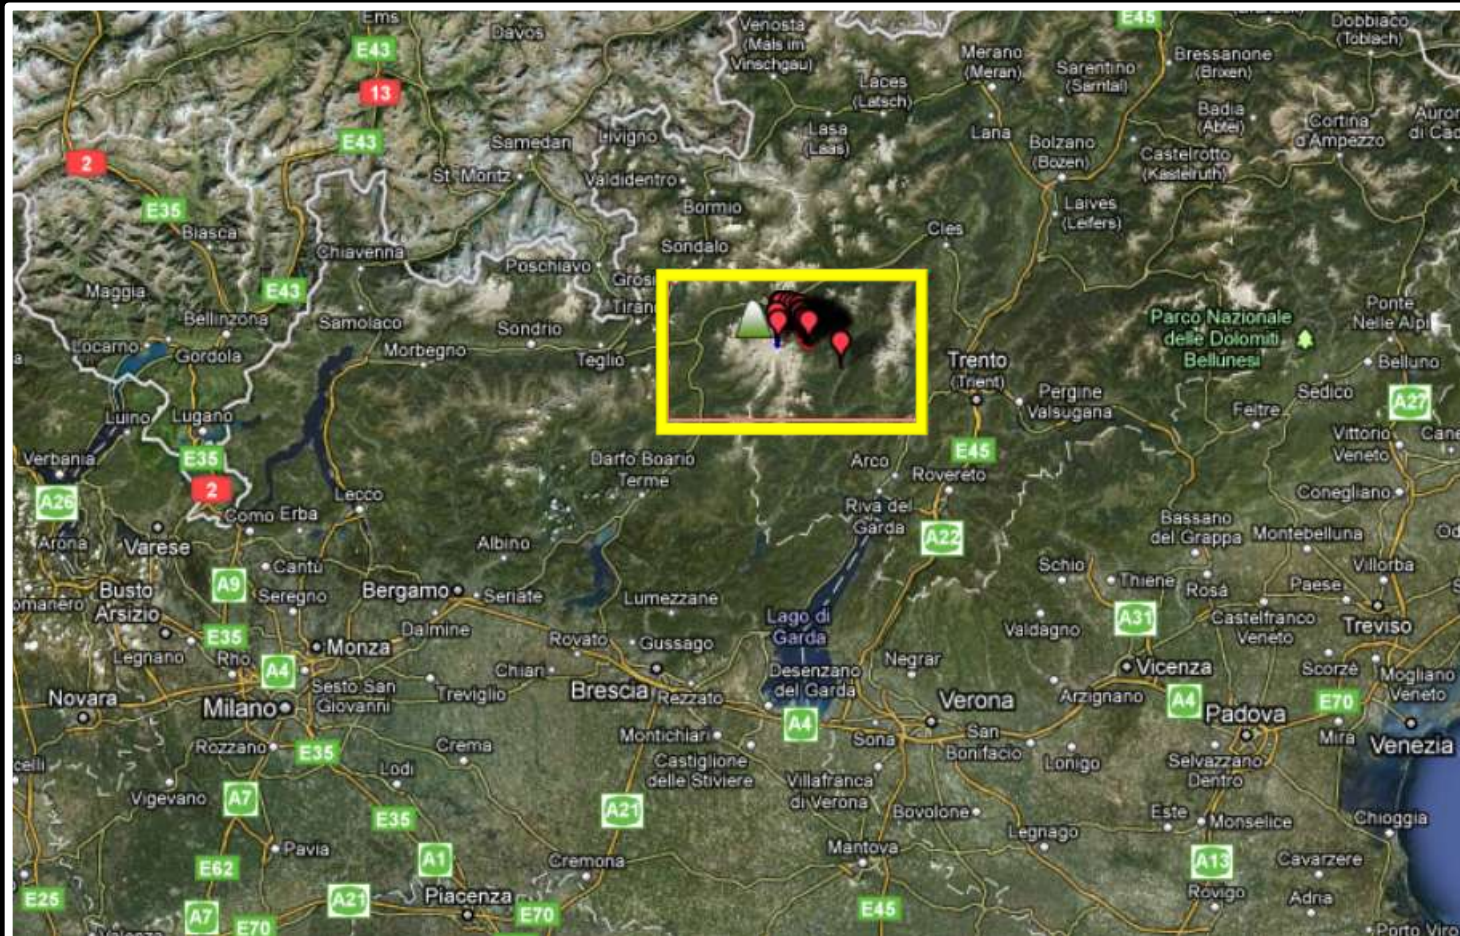 Ems
Davos
E43
13
E43
2
E35
Biasca
Samedan
St. Moritz
Livigno
Valdidentro
Bormio
Sondalo
Venosta
(Mals im
Vinschgau)
Laces
(Latsch)
Lasa
(Laas)
Merano
(Meran)
Lana
Sarentino
(Sarntal)
E45
Bressanone
(Brixen)
Dobbiaco
(Toblach)
Badia
(Abtei)
Cortina
d'Ampezzo
Bolzano
(Bozen)
Castelrotto
(Kastelruth)
Laives
(Leifers)
Cles
Chiavenna
Poschiavo
E43
Maggia
Bellinzona
Samolaco
Sondrio
Locarno
Gordola
Morbegno
Teglio
Trento
(Trient)
Parco Nazionale
delle Dolomiti
Bellunesi
Ponte
Nelle Alpi
Belluno
Sedico
Feltre
A27
Pergine
Valsugana
Luino
Lugano
Verbania
E35
2
A26
Como
Erba
Lecco
Darfo Boario
Terme
Arco
Rovereto
E45
Riva del
Garda
A22
Vittorio
Veneto
Conegliano
Bassano
del Grappa
Montebelluna
Arona
Varese
Cantù
A9
Seregno
Busto
Arsizio
Bergamo
Seriate
Albino
Lumezzane
Schio
Thiene
Rosà
Paese
Villorba
A31
Castelfranco
Veneto
Treviso
Valdagno
Lago di
Garda
E35
Monza
Dalmine
Rovato
Gussago
Legnano
Rho
A4
Sesto San
Giovanni
Chiari
Treviglio
Brescia
Rezzato
Desenzano
del Garda
Negrar
Vicenza
Scorzè
Mogliano
Veneto
Arzignano
A4
E70
Novara
Milano
Verona
Padova
Mira
Venezia
Rozzano
E35
Crema
Montichiari
A4
Sona
San
Bonifacio
Lonigo
Selvazzano
Dentro
Lodi
Castiglione
delle Stiviere
Villafranca
di Verona
Vigevano
A7
E35
A21
Bovolone
Legnago
Este
Monselice
Chioggia
Pavia
E62
A1
Cremona
Mantova
A13
Cavarzere
Rovigo
Adria
E25
A21
Piacenza
E70
E45
A7
E70
Porto Viro